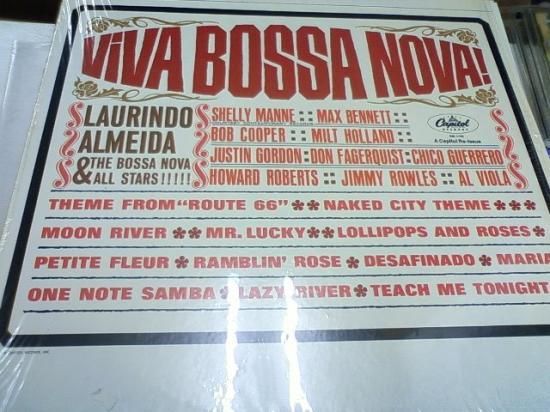 VIVA BOSSA NOVA!
LAURINDO
ALMEIDA
& THE BOSSA NOVA
ALL STARS!!!!!
SHELLY MANNE :: MAX BENNETT ::
BOB COOPER :: MILT HOLLAND ::
JUSTIN GORDON :: DON FAGERQUIST :: CHICO GUERRERO
HOWARD ROBERTS :: JIMMY ROWLES :: AL VIOLA
Capitol
RECORDS
A Capitol Re-Issue
THEME FROM "ROUTE 66" ** NAKED CITY THEME ***
MOON RIVER ** MR. LUCKY ** LOLLIPOPS AND ROSES *
PETITE FLEUR * RAMBLIN' ROSE * DESAFINADO * MARIA
ONE NOTE SAMBA * LAZY RIVER * TEACH ME TONIGHT